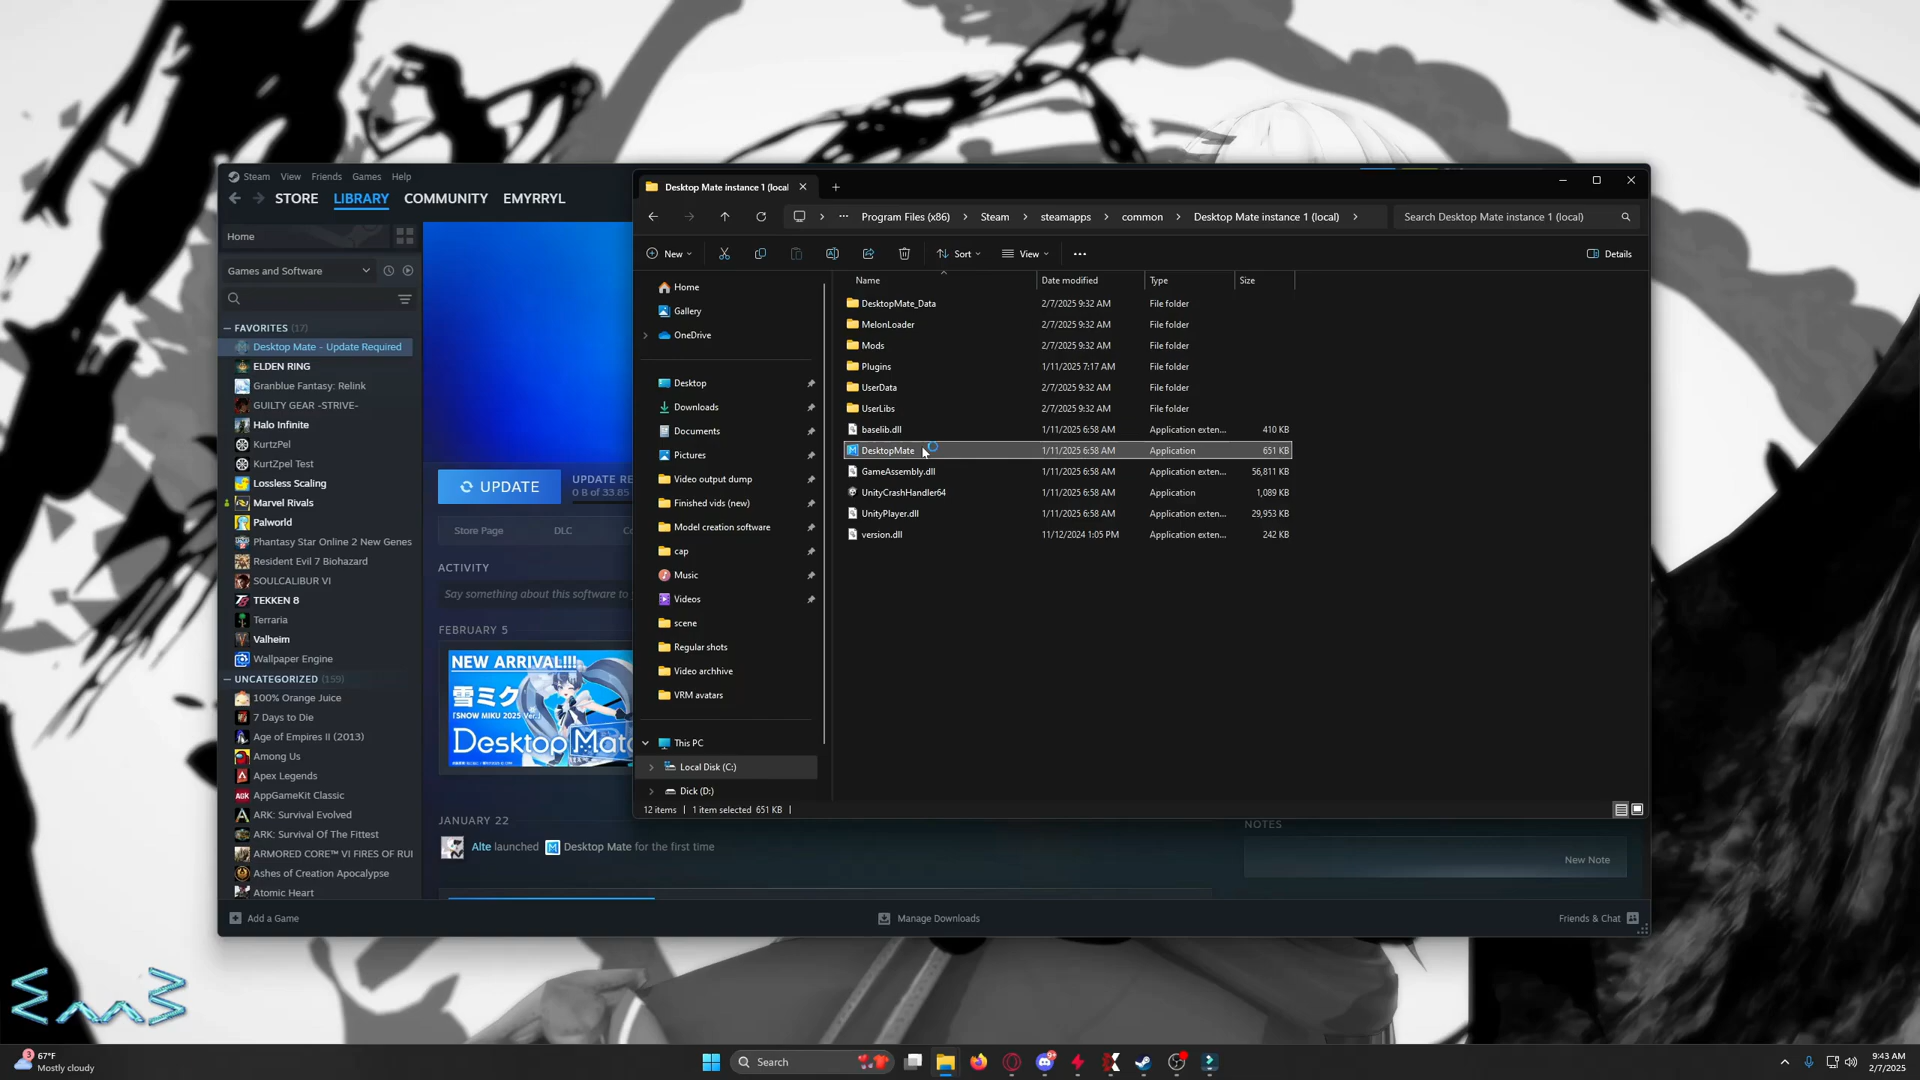 Steam View Friends Games Help
STORE LIBRARY COMMUNITY EMYRRYL
Home
Games and Software
FAVORITES (17)
Desktop Mate - Update Required
ELDEN RING
Granblue Fantasy: Relink
GUILTY GEAR -STRIVE-
Halo Infinite
KurtzPel
KurtZpel Test
Lossless Scaling
Marvel Rivals
Palworld
Phantasy Star Online 2 New Genes
Resident Evil 7 Biohazard
SOULCALIBUR VI
TEKKEN 8
Terraria
Valheim
Wallpaper Engine
UNCATEGORIZED (159)
100% Orange Juice
7 Days to Die
Age of Empires II (2013)
Among Us
Apex Legends
AGK AppGameKit Classic
ARK: Survival Evolved
ARK: Survival Of The Fittest
ARMORED CORE™ VI FIRES OF RUI
Ashes of Creation Apocalypse
Atomic Heart
Add a Game
UPDATE
UPDATE RE
0 B of 33.85
Store Page DLC Co
ACTIVITY
Say something about this software to
FEBRUARY 5
NEW ARRIVAL!!!
雪ミク
「SNOW MIKU 2025 Ver.」
Desktop Mate
JANUARY 22
Alte launched Desktop Mate for the first time
Manage Downloads
NOTES
New Note
Friends & Chat
Desktop Mate instance 1 (local
Program Files (x86) Steam steamapps common Desktop Mate instance 1 (local)
Search Desktop Mate instance 1 (local)
New Sort View Details
Home
Gallery
OneDrive
Desktop
Downloads
Documents
Pictures
Video output dump
Finished vids (new)
Model creation software
cap
Music
Videos
scene
Regular shots
Video archhive
VRM avatars
This PC
Local Disk (C:)
Dick (D:)
Name Date modified Type Size
DesktopMate_Data 2/7/2025 9:32 AM File folder
MelonLoader 2/7/2025 9:32 AM File folder
Mods 2/7/2025 9:32 AM File folder
Plugins 1/11/2025 7:17 AM File folder
UserData 2/7/2025 9:32 AM File folder
UserLibs 2/7/2025 9:32 AM File folder
baselib.dll 1/11/2025 6:58 AM Application exten... 410 KB
DesktopMate 1/11/2025 6:58 AM Application 651 KB
GameAssembly.dll 1/11/2025 6:58 AM Application exten... 56,811 KB
UnityCrashHandler64 1/11/2025 6:58 AM Application 1,089 KB
UnityPlayer.dll 1/11/2025 6:58 AM Application exten... 29,953 KB
version.dll 11/12/2024 1:05 PM Application exten... 242 KB
12 items 1 item selected 651 KB
3
67°F
Mostly cloudy
Search
9:43 AM
2/7/2025